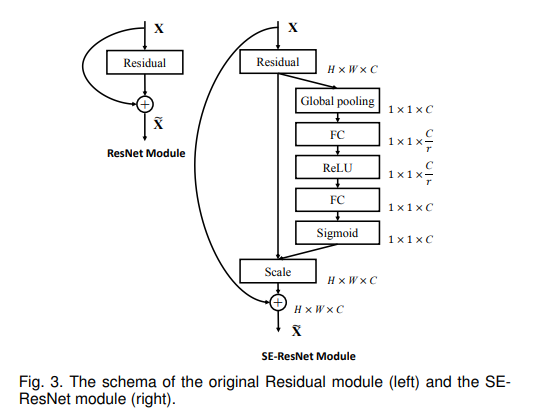 X
Residual
+
X̃
ResNet Module
X
Residual
H × W × C
Global pooling
1 × 1 × C
FC
1 × 1 × C/r
ReLU
1 × 1 × C/r
FC
1 × 1 × C
Sigmoid
1 × 1 × C
Scale
H × W × C
+
H × W × C
X̃
SE-ResNet Module
Fig. 3. The schema of the original Residual module (left) and the SE-
ResNet module (right).